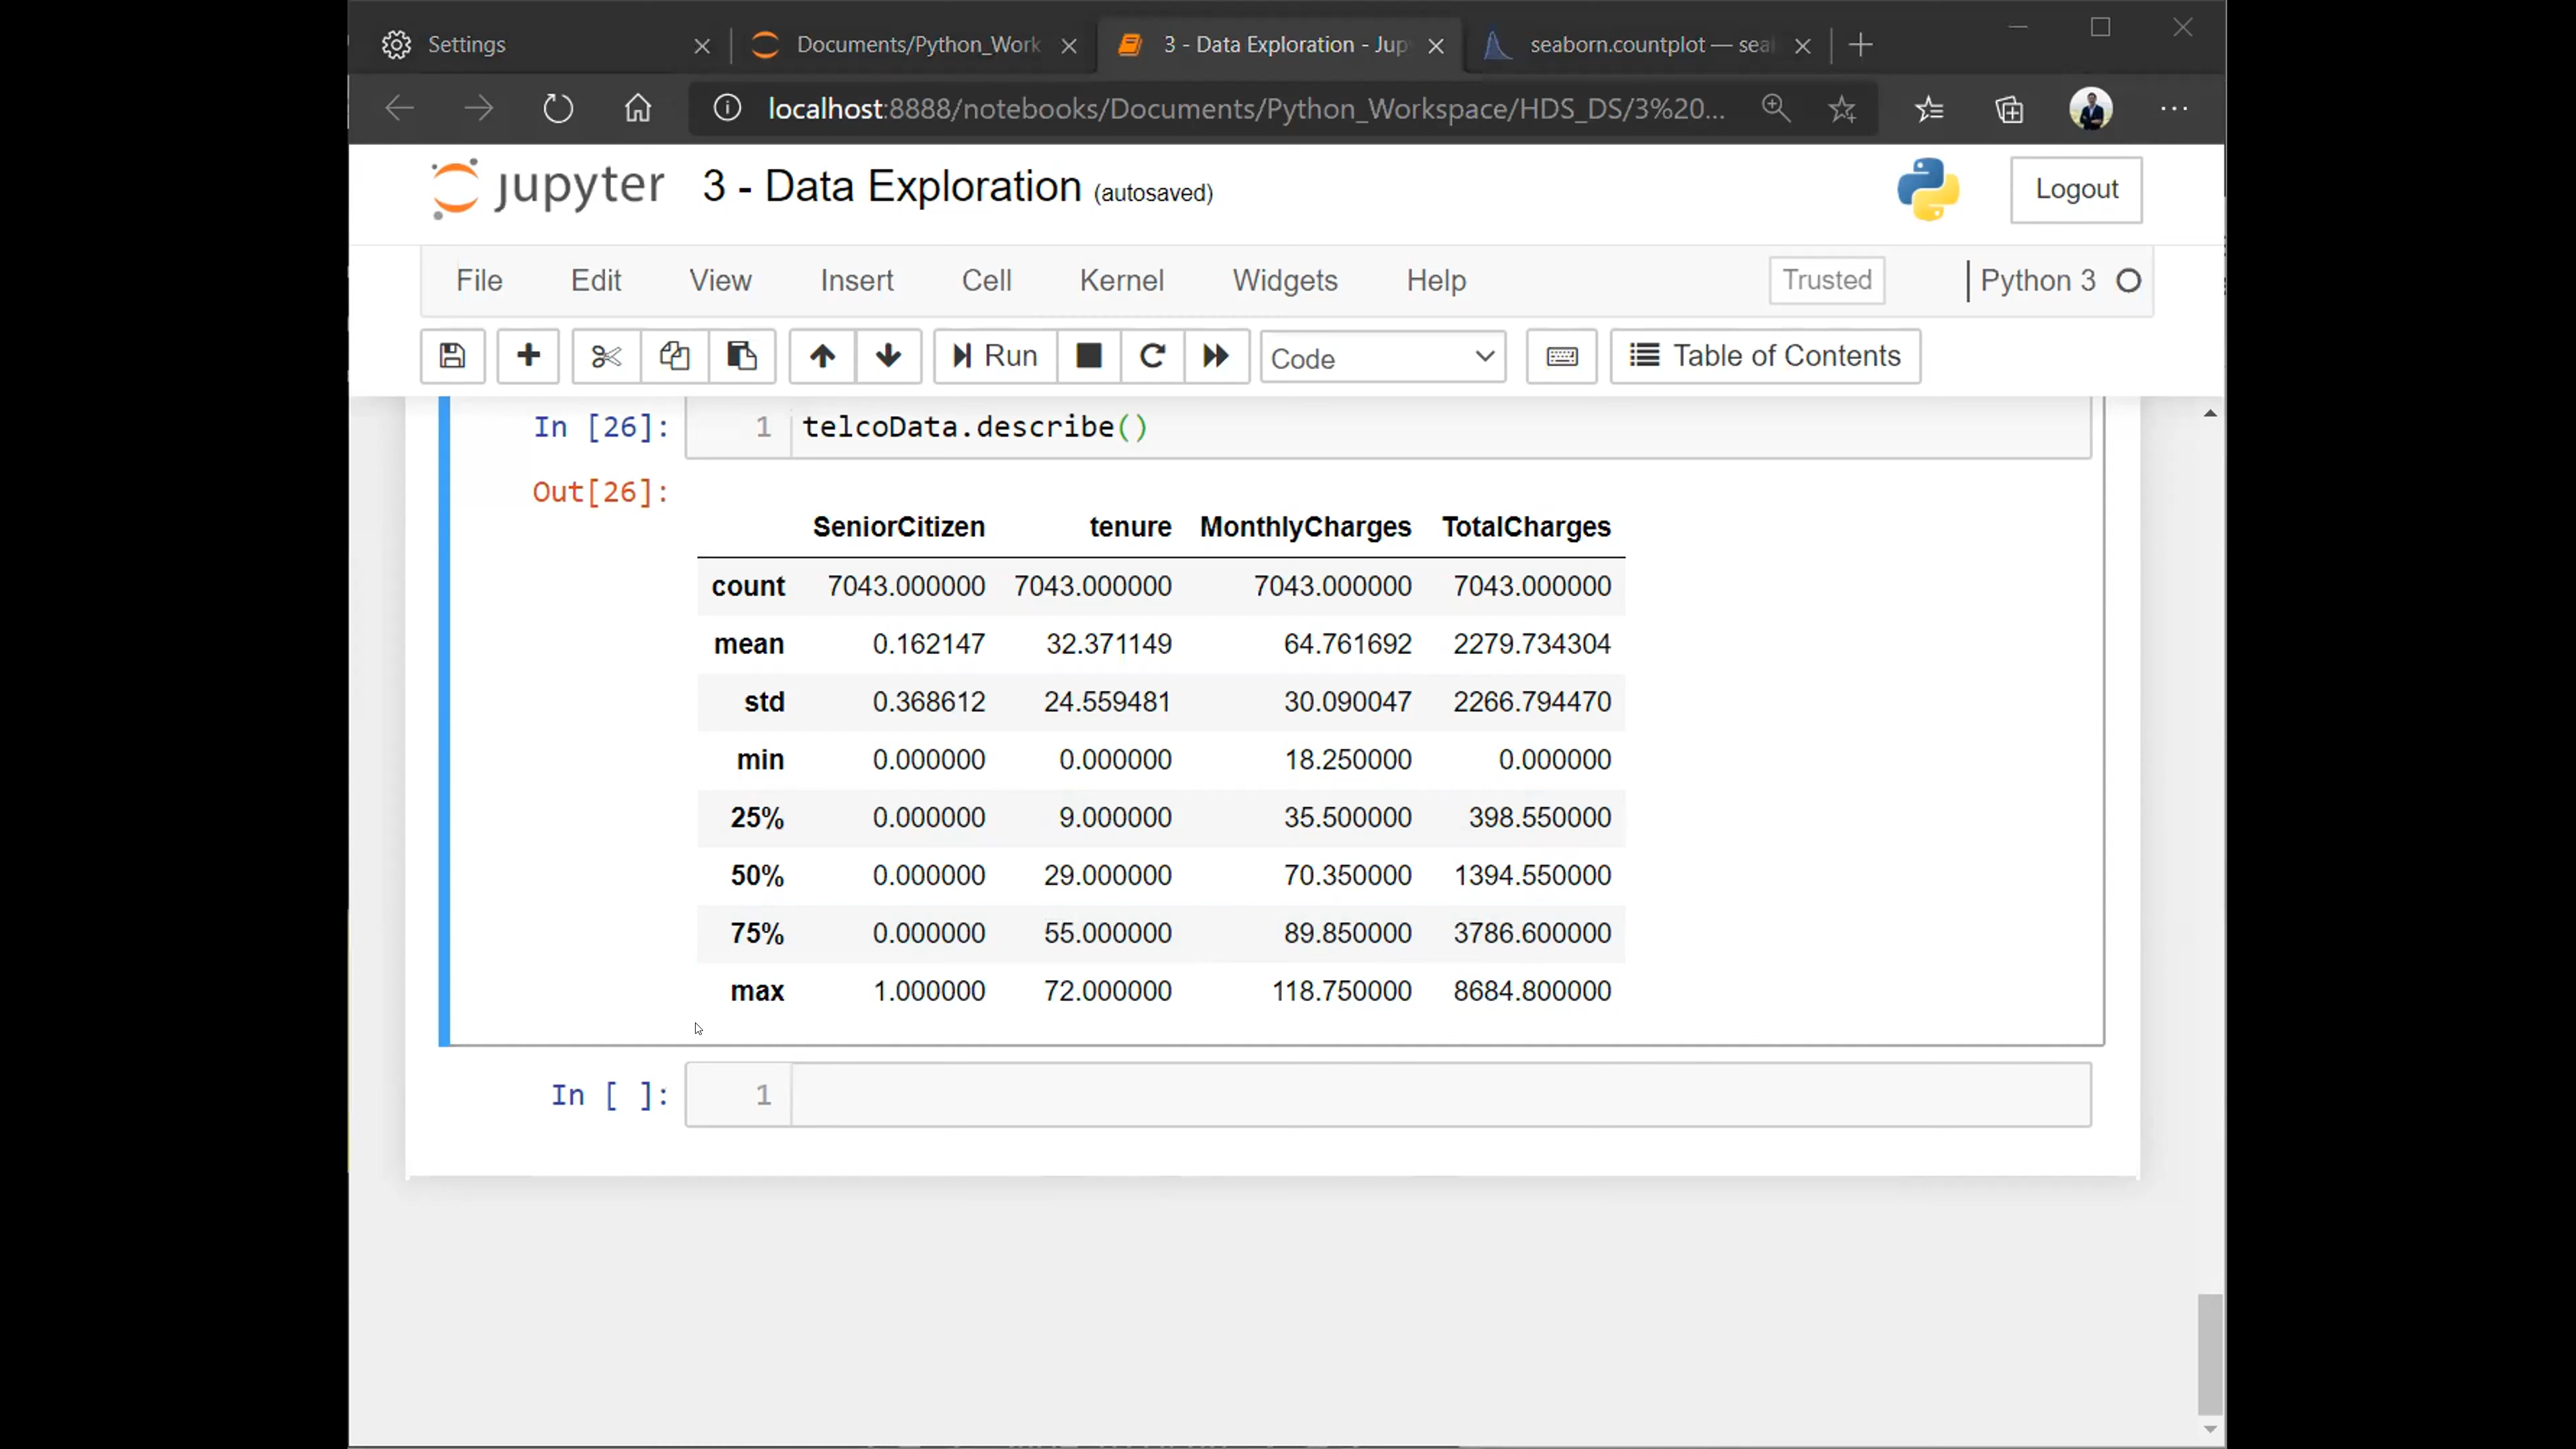 Settings
Documents/Python_Work
3 - Data Exploration - Jup
seaborn.countplot — sea
localhost:8888/notebooks/Documents/Python_Workspace/HDS_DS/3%20...
jupyter 3 - Data Exploration (autosaved)
Logout
File Edit View Insert Cell Kernel Widgets Help Trusted Python 3
Run Code Table of Contents
In [26]: 1 telcoData.describe()
Out[26]:
SeniorCitizen tenure MonthlyCharges TotalCharges
count 7043.000000 7043.000000 7043.000000 7043.000000
mean 0.162147 32.371149 64.761692 2279.734304
std 0.368612 24.559481 30.090047 2266.794470
min 0.000000 0.000000 18.250000 0.000000
25% 0.000000 9.000000 35.500000 398.550000
50% 0.000000 29.000000 70.350000 1394.550000
75% 0.000000 55.000000 89.850000 3786.600000
max 1.000000 72.000000 118.750000 8684.800000
In [ ]: 1